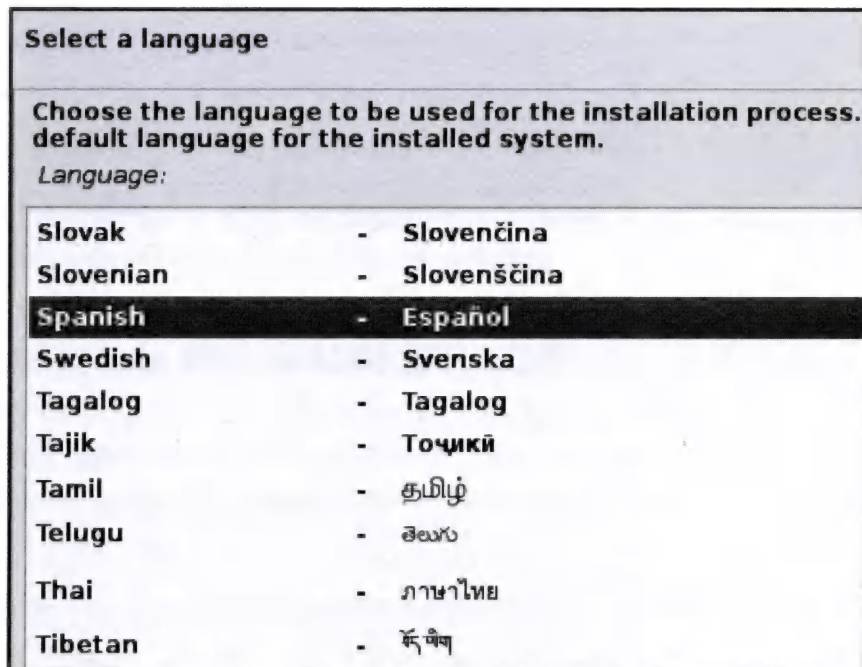 Select a language
Choose the language to be used for the installation process.
default language for the installed system.
Language:
Slovak - Slovenčina
Slovenian - Slovenščina
Spanish - Español
Swedish - Svenska
Tagalog - Tagalog
Tajik - Тоҷикӣ
Tamil - தமிழ்
Telugu - తెలుగు
Thai - ภาษาไทย
Tibetan - བོད་ཡིག